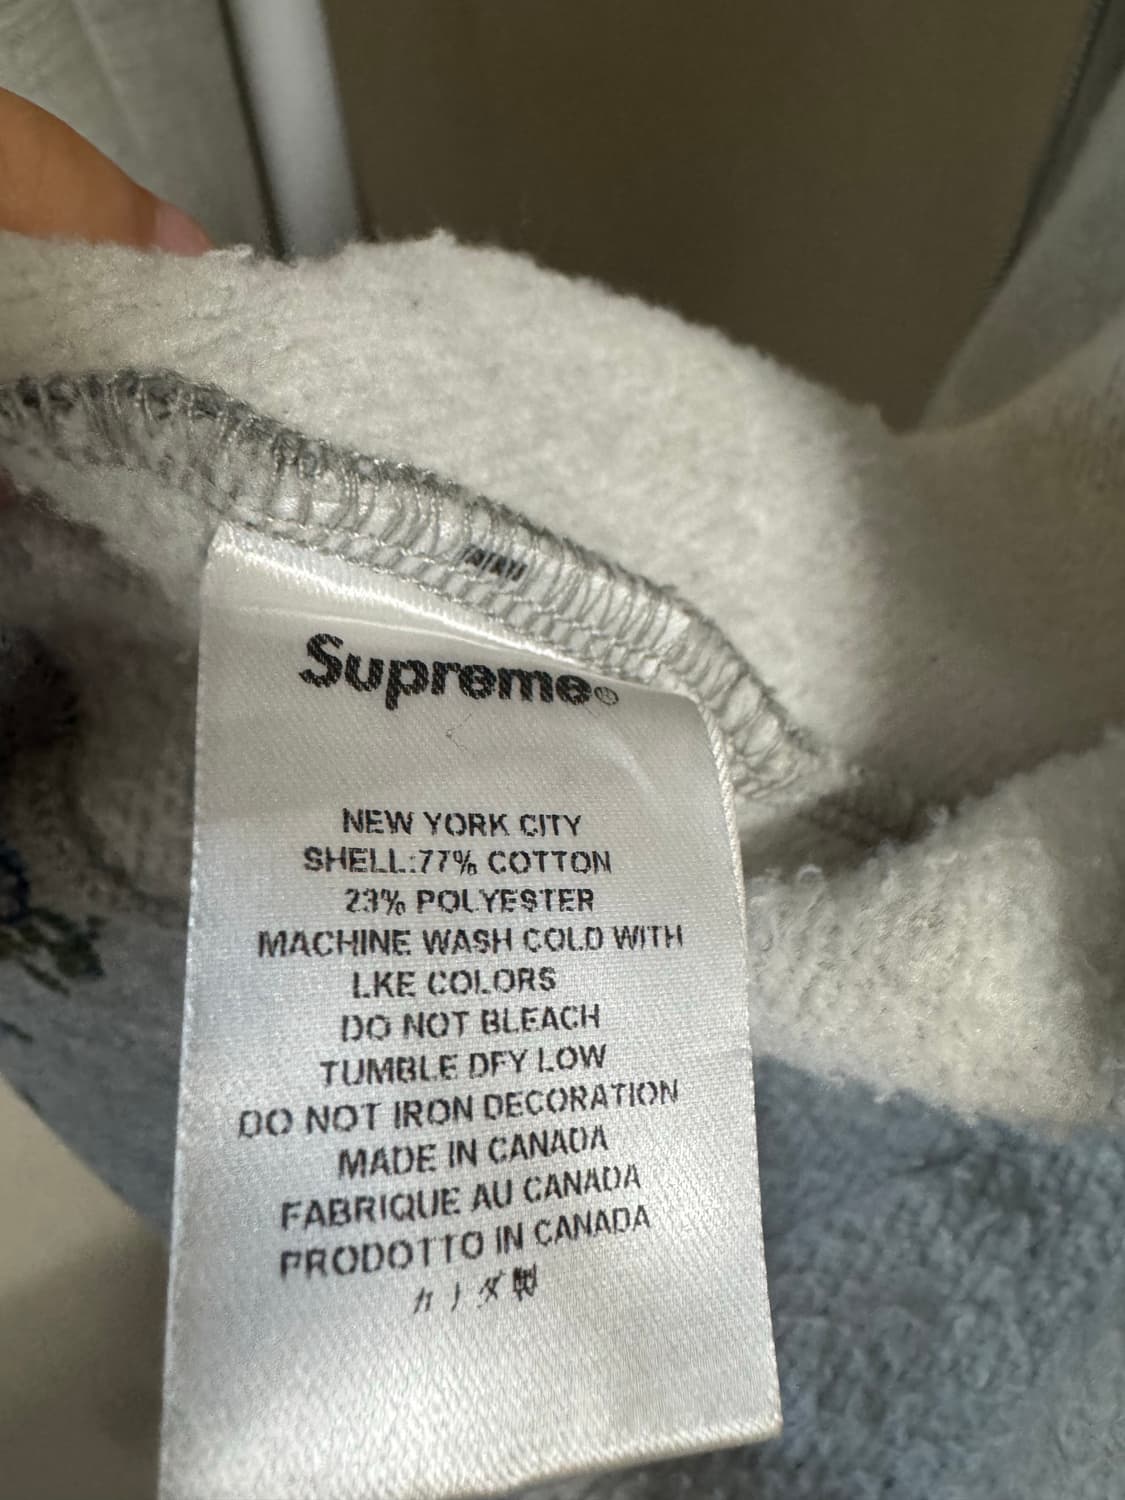 Supreme®
NEW YORK CITY
SHELL:77% COTTON
23% POLYESTER
MACHINE WASH COLD WITH
LKE COLORS
DO NOT BLEACH
TUMBLE DFY LOW
DO NOT IRON DECORATION
MADE IN CANADA
FABRIQUE AU CANADA
PRODOTTO IN CANADA
カノダ製